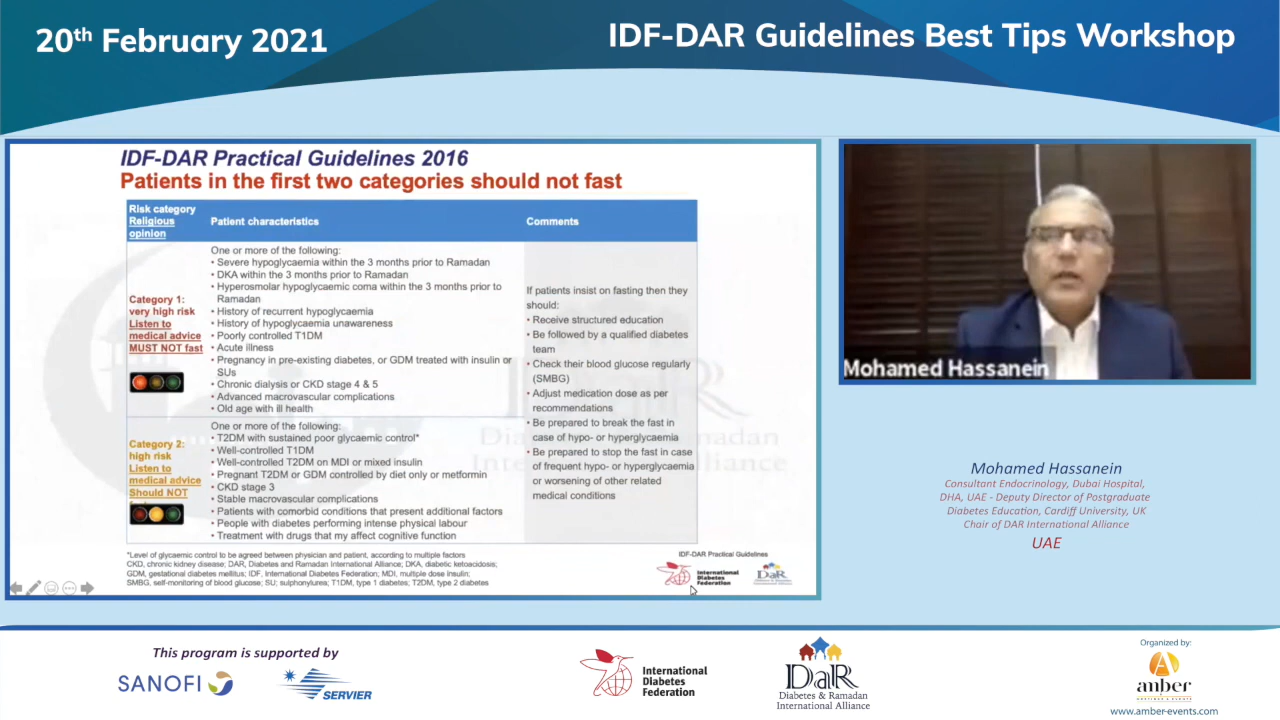 20th February 2021
IDF-DAR Guidelines Best Tips Workshop
IDF-DAR Practical Guidelines 2016
Patients in the first two categories should not fast
Risk category
Religious
opinion
Patient characteristics
Comments
Category 1:
very high risk
Listen to
medical advice
MUST NOT fast
One or more of the following:
• Severe hypoglycaemia within the 3 months prior to Ramadan
• DKA within the 3 months prior to Ramadan
• Hyperosmolar hypoglycaemic coma within the 3 months prior to
Ramadan
• History of recurrent hypoglycaemia
• History of hypoglycaemia unawareness
• Poorly controlled T1DM
• Acute illness
• Pregnancy in pre-existing diabetes, or GDM treated with insulin or
SUs
• Chronic dialysis or CKD stage 4 & 5
• Advanced macrovascular complications
• Old age with ill health
Category 2:
high risk
Listen to
medical advice
Should NOT
One or more of the following:
• T2DM with sustained poor glycaemic control*
• Well-controlled T1DM
• Well-controlled T2DM on MDI or mixed insulin
• Pregnant T2DM or GDM controlled by diet only or metformin
• CKD stage 3
• Stable macrovascular complications
• Patients with comorbid conditions that present additional factors
• People with diabetes performing intense physical labour
• Treatment with drugs that my affect cognitive function
If patients insist on fasting then they
should:
• Receive structured education
• Be followed by a qualified diabetes
team
• Check their blood glucose regularly
(SMBG)
• Adjust medication dose as per
recommendations
• Be prepared to break the fast in
case of hypo- or hyperglycaemia
• Be prepared to stop the fast in case
of frequent hypo- or hyperglycaemia
or worsening of other related
medical conditions
*Level of glycaemic control to be agreed between physician and patient, according to multiple factors
CKD, chronic kidney disease; DAR, Diabetes and Ramadan International Alliance; DKA, diabetic ketoacidosis;
GDM, gestational diabetes mellitus; IDF, International Diabetes Federation; MDI, multiple dose insulin;
SMBG, self-monitoring of blood glucose; SU; sulphonylures; T1DM, type 1 diabetes; T2DM, type 2 diabetes
IDF-DAR Practical Guidelines
International
Diabetes
Federation
DaR
Mohamed Hassanein
Mohamed Hassanein
Consultant Endocrinology, Dubai Hospital,
DHA, UAE - Deputy Director of Postgraduate
Diabetes Education, Cardiff University, UK
Chair of DAR International Alliance
UAE
This program is supported by
SANOFI
SERVIER
International
Diabetes
Federation
DaR
Diabetes & Ramadan
International Alliance
Organized by:
anber
www.amber-events.com